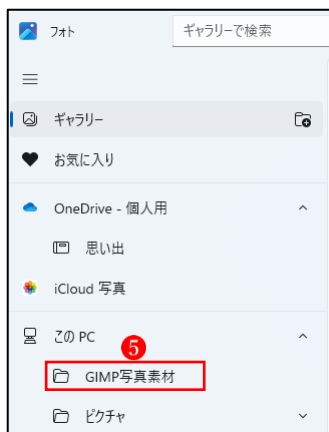 フォト
ギャラリーで検索
ギャラリー
お気に入り
OneDrive - 個人用
思い出
iCloud 写真
この PC
5
GIMP写真素材
ピクチャ